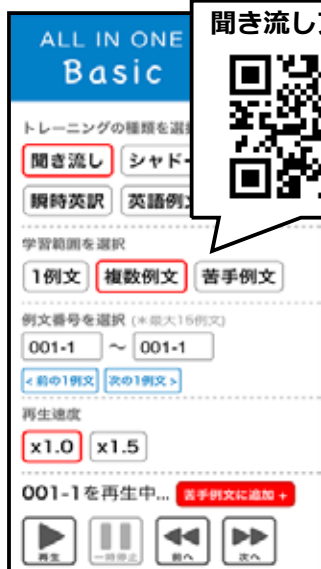 聞き流し
ALL IN ONE
Basic
トレーニングの種類を選
聞き流し シャドー
瞬時英訳 英語例
学習範囲を選択
1例文 複数例文 苦手例文
例文番号を選択 (*最大15例文)
001-1 ～ 001-1
<前の1例文 次の1例文>
再生速度
x1.0 x1.5
001-1を再生中... 苦手例文に追加 +
再生 一時停止 前へ 次へ